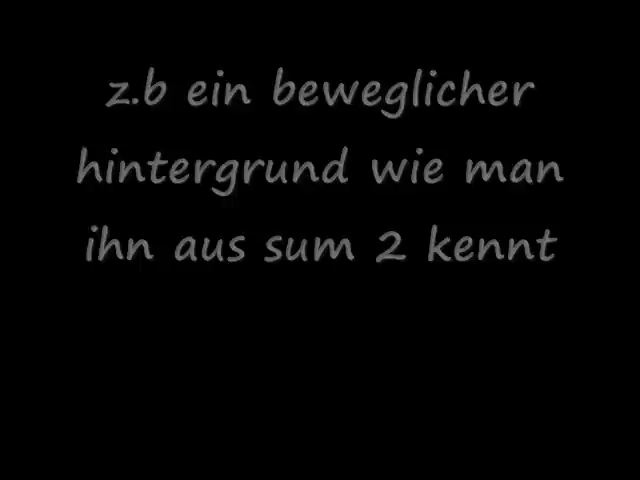 z.b ein beweglicher
hintergrund wie man
ihn aus sum 2 kennt